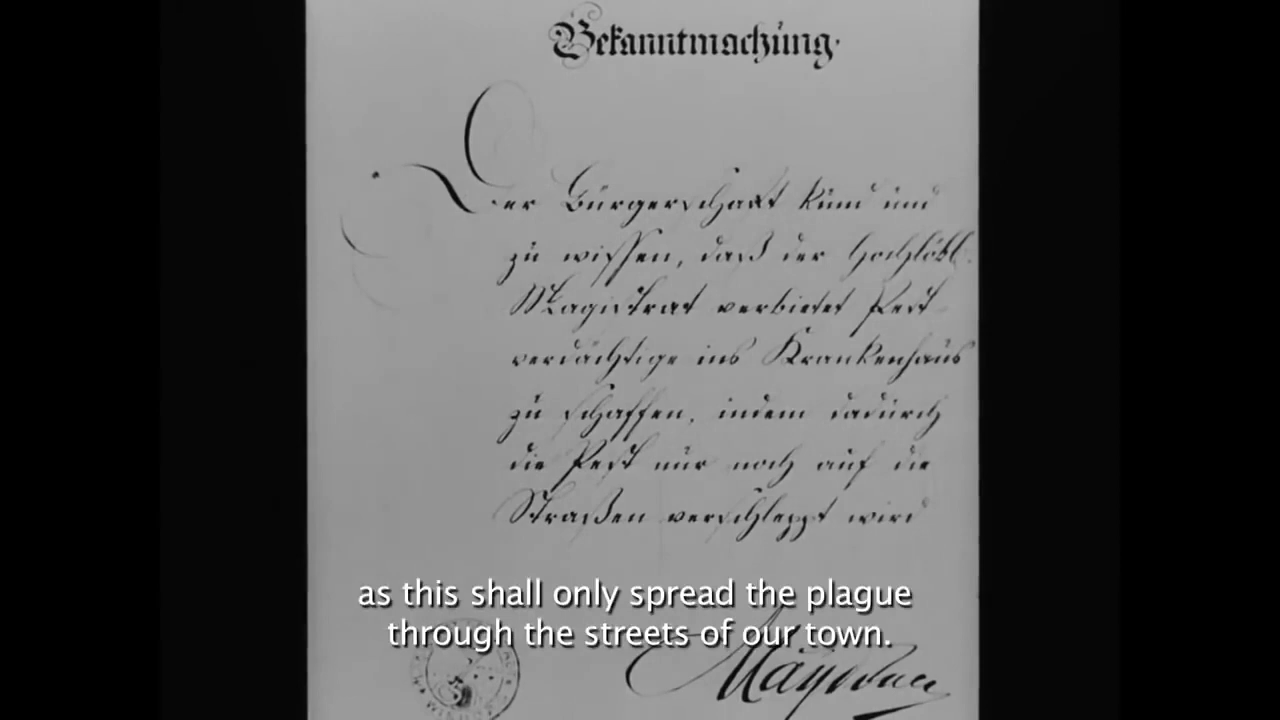 Bekanntmachung.
Der Bürgerschaft kund und
zu wissen, daß der Hochlöbl.
Magistrat verbietet Pest
verdächtige ins Krankenhaus
zu schaffen, indem dadurch
die Pest nur noch auf die
Straßen verschleppt wird
as this shall only spread the plague
through the streets of our town.